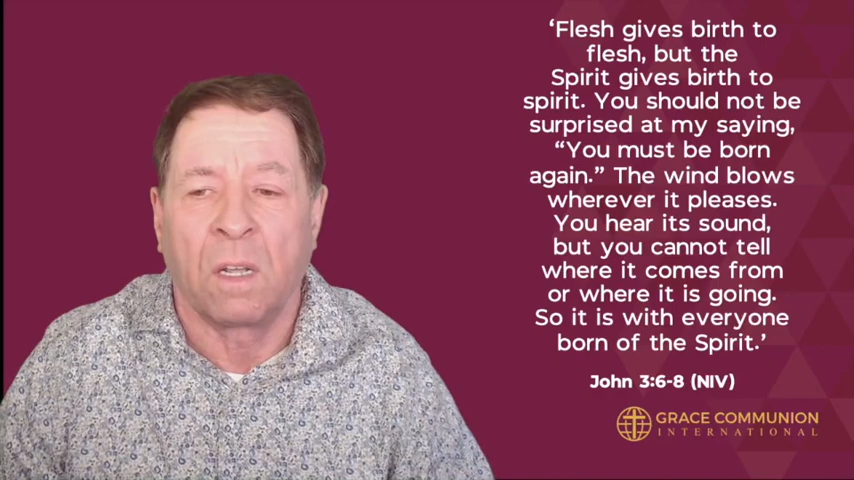 ‘Flesh gives birth to
flesh, but the
Spirit gives birth to
spirit. You should not be
surprised at my saying,
“You must be born
again.” The wind blows
wherever it pleases.
You hear its sound,
but you cannot tell
where it comes from
or where it is going.
So it is with everyone
born of the Spirit.’
John 3:6-8 (NIV)
GRACE COMMUNION
INTERNATIONAL